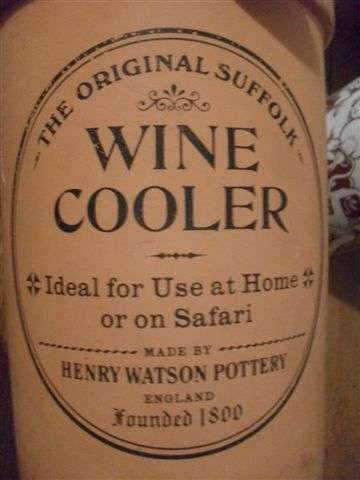 THE ORIGINAL SUFFOLK
WINE
COOLER
Ideal for Use at Home
or on Safari
MADE BY
HENRY WATSON POTTERY
ENGLAND
Founded 1800